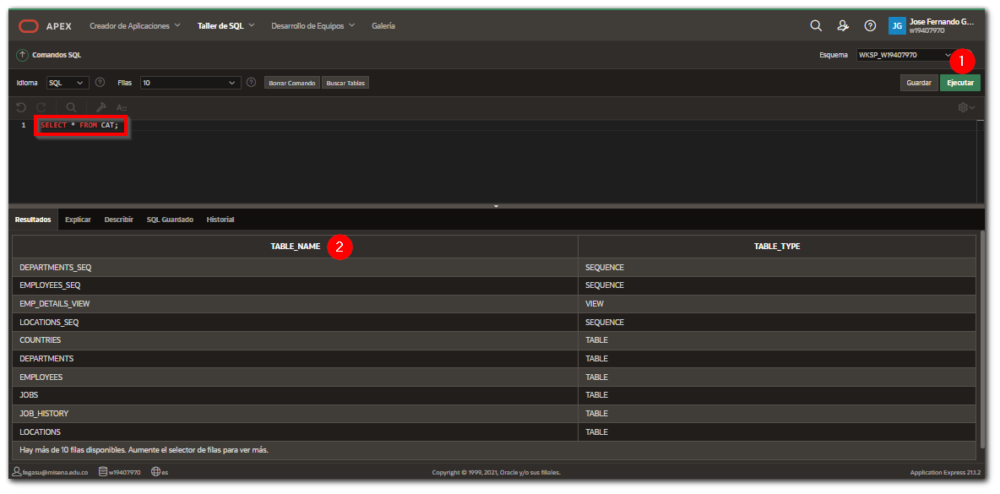 APEX Creador de Aplicaciones Taller de SQL Desarrollo de Equipos Galería JG Jose Fernando G...
w19407970
Comandos SQL Esquema WKSP_W19407970 1
Idioma SQL Filas 10 Borrar Comando Buscar Tablas Guardar Ejecutar
1 SELECT * FROM CAT;
Resultados Explicar Describir SQL Guardado Historial
TABLE_NAME 2 TABLE_TYPE
DEPARTMENTS_SEQ SEQUENCE
EMPLOYEES_SEQ SEQUENCE
EMP_DETAILS_VIEW VIEW
LOCATIONS_SEQ SEQUENCE
COUNTRIES TABLE
DEPARTMENTS TABLE
EMPLOYEES TABLE
JOBS TABLE
JOB_HISTORY TABLE
LOCATIONS TABLE
Hay más de 10 filas disponibles. Aumente el selector de filas para ver más.
fegasu@misena.edu.co w19407970 es Copyright © 1999, 2021, Oracle y/o sus filiales. Application Express 21.1.2